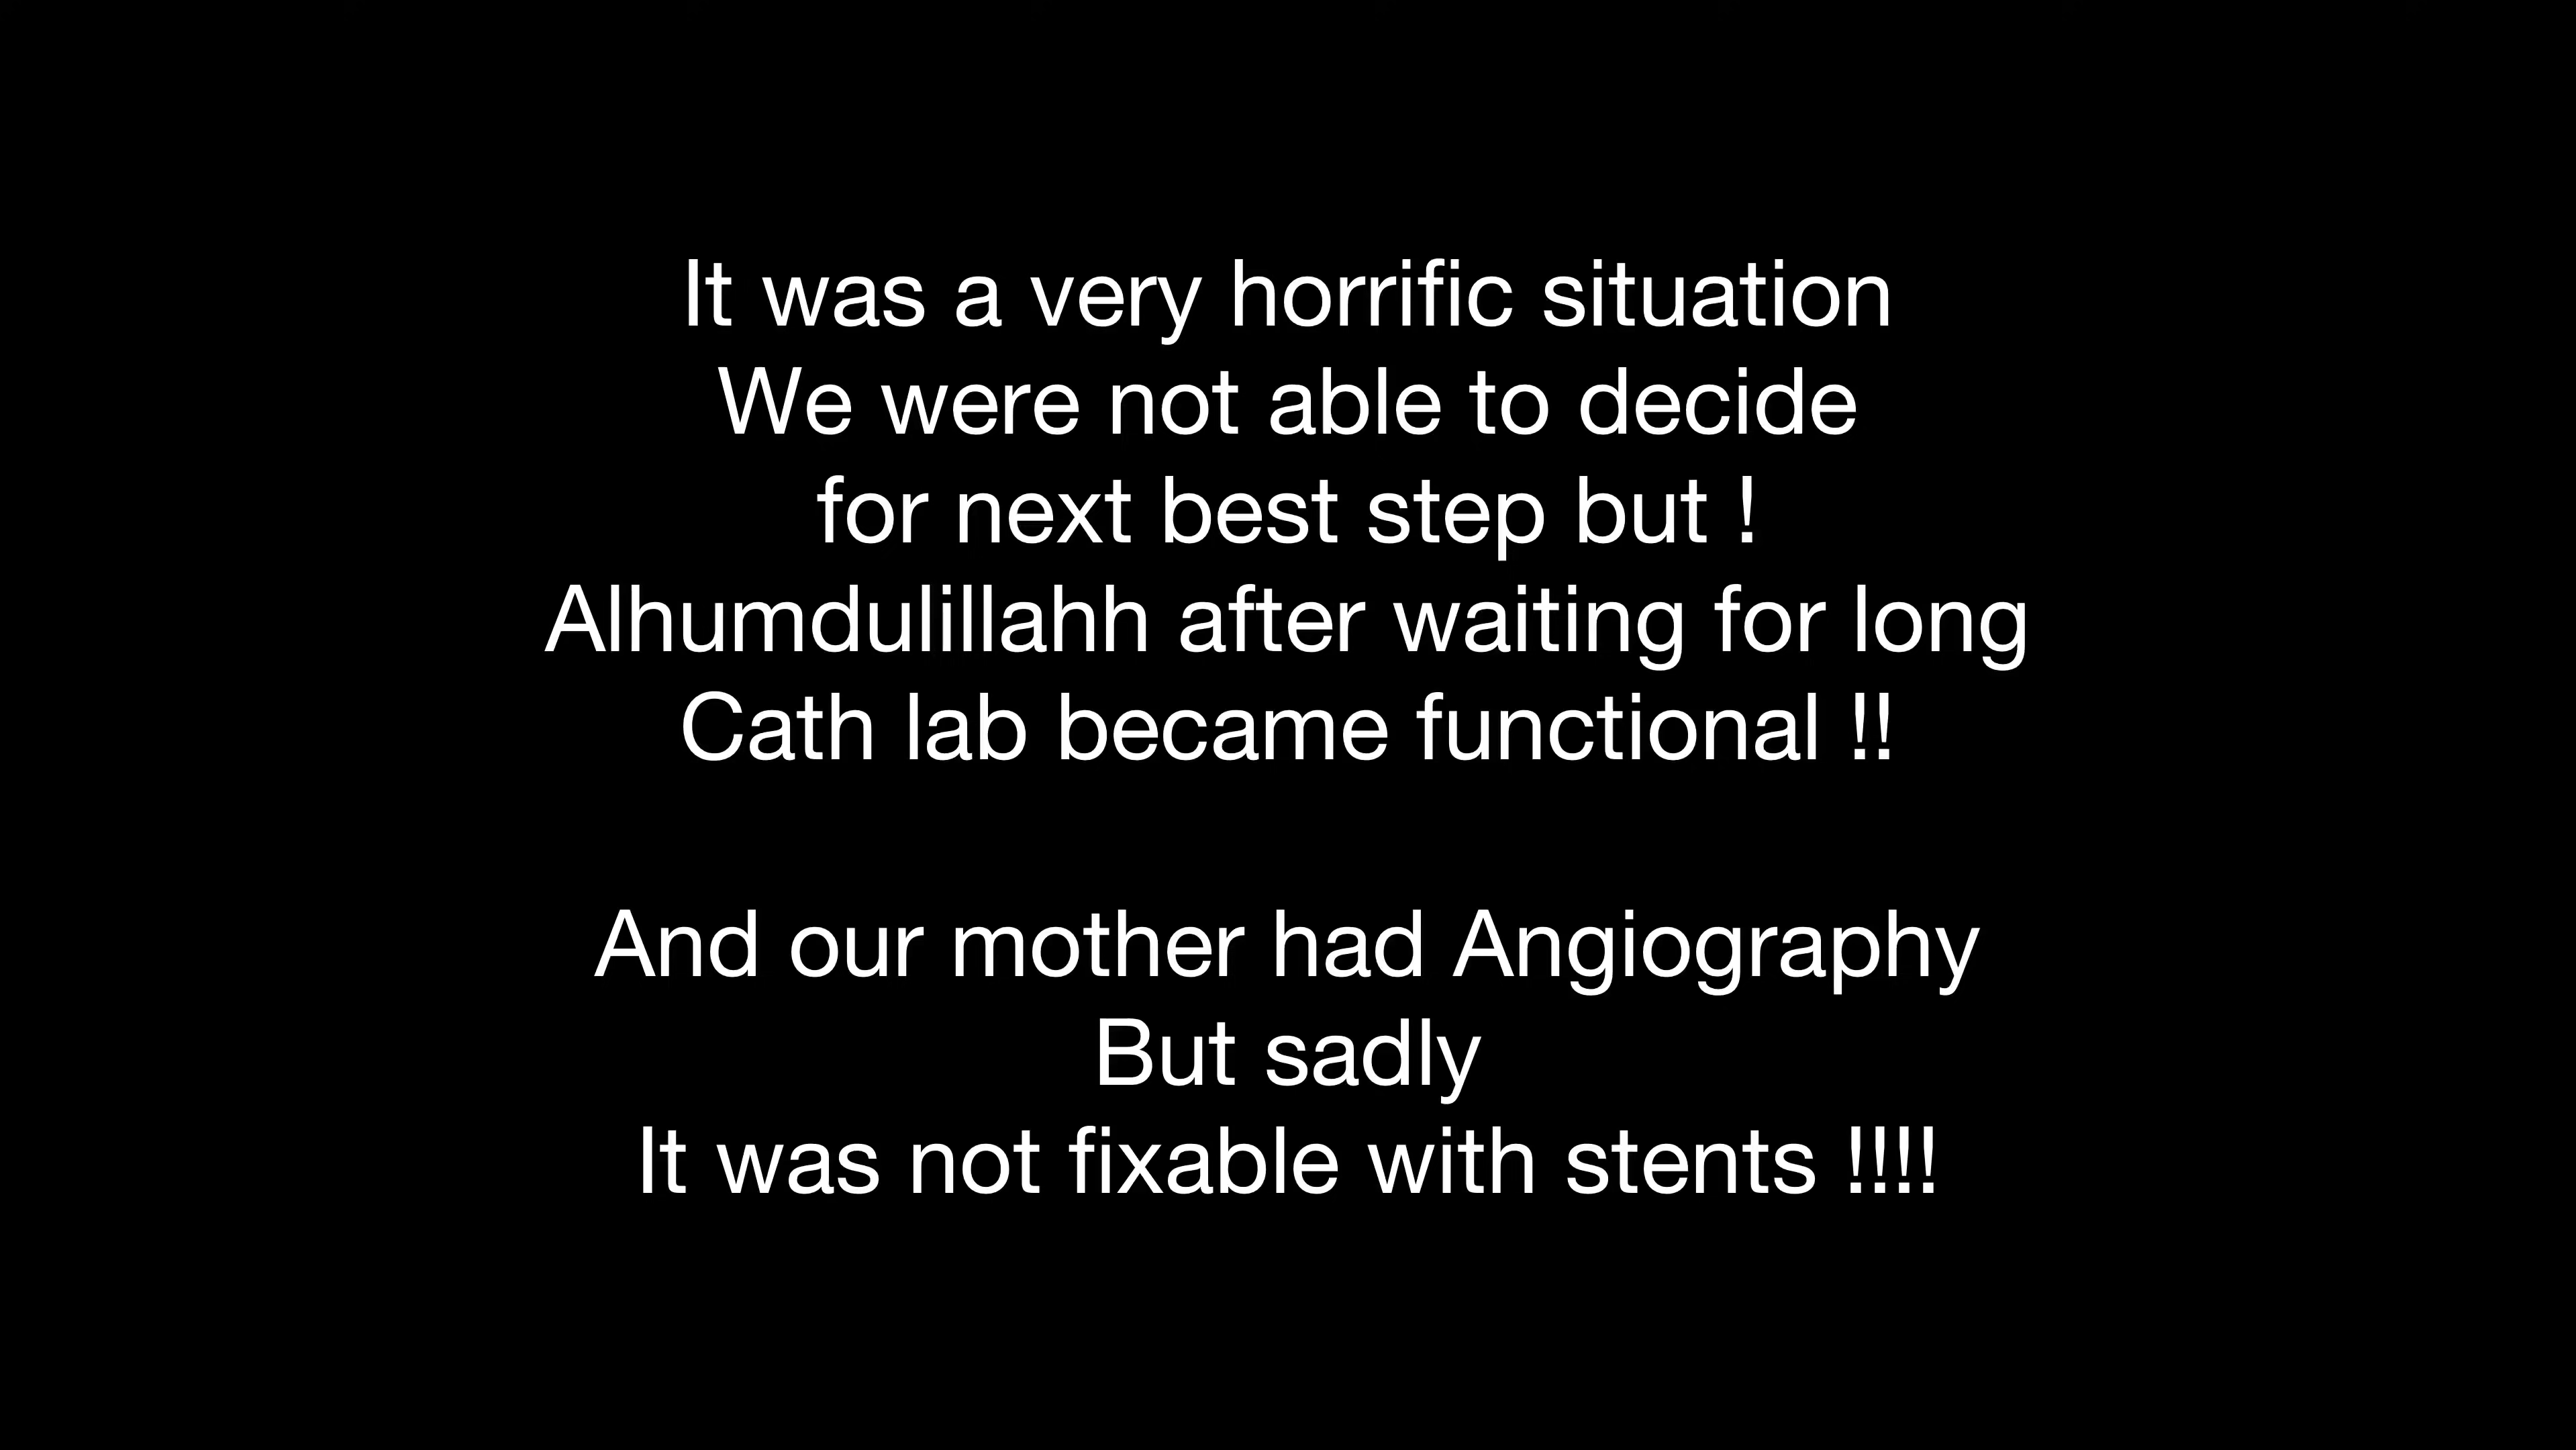 It was a very horrific situation
We were not able to decide
for next best step but !
Alhumdulillahh after waiting for long
Cath lab became functional !!
And our mother had Angiography
But sadly
It was not fixable with stents !!!!